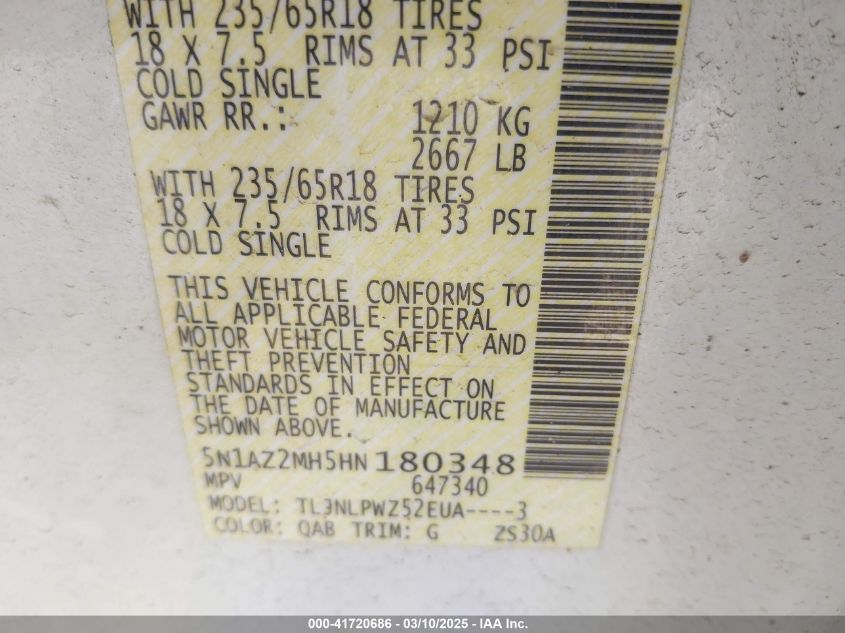 WITH 235/65R18 TIRES
18 X 7.5 RIMS AT 33 PSI
COLD SINGLE
GAWR RR.: 1210 KG
2667 LB
WITH 235/65R18 TIRES
18 X 7.5 RIMS AT 33 PSI
COLD SINGLE
THIS VEHICLE CONFORMS TO
ALL APPLICABLE FEDERAL
MOTOR VEHICLE SAFETY AND
THEFT PREVENTION
STANDARDS IN EFFECT ON
THE DATE OF MANUFACTURE
SHOWN ABOVE.
5N1AZ2MH5HN180348
MPV 647340
MODEL: TL3NLPWZ52EUA----3
COLOR: QAB TRIM: G ZS30A
000-41720686 - 03/10/2025 - IAA Inc.